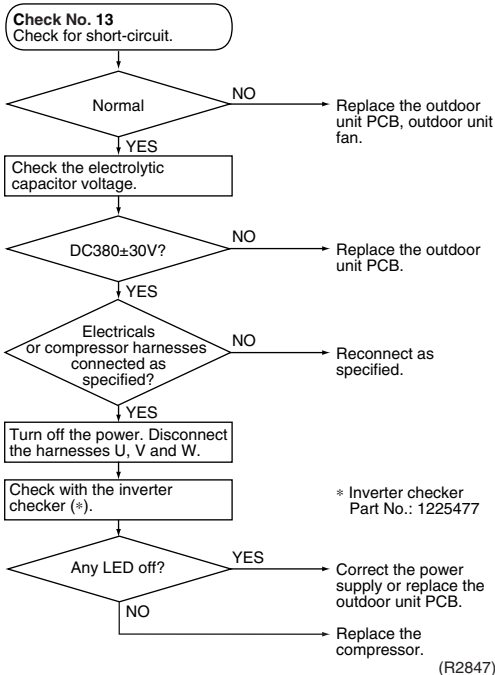 Check No. 13
Check for short-circuit.
Normal
NO
Replace the outdoor
unit PCB, outdoor unit
fan.
YES
Check the electrolytic
capacitor voltage.
DC380±30V?
NO
Replace the outdoor
unit PCB.
YES
Electricals
or compressor harnesses
connected as
specified?
NO
Reconnect as
specified.
YES
Turn off the power. Disconnect
the harnesses U, V and W.
Check with the inverter
checker (*).
* Inverter checker
Part No.: 1225477
Any LED off?
YES
Correct the power
supply or replace the
outdoor unit PCB.
NO
Replace the
compressor.
(R2847)